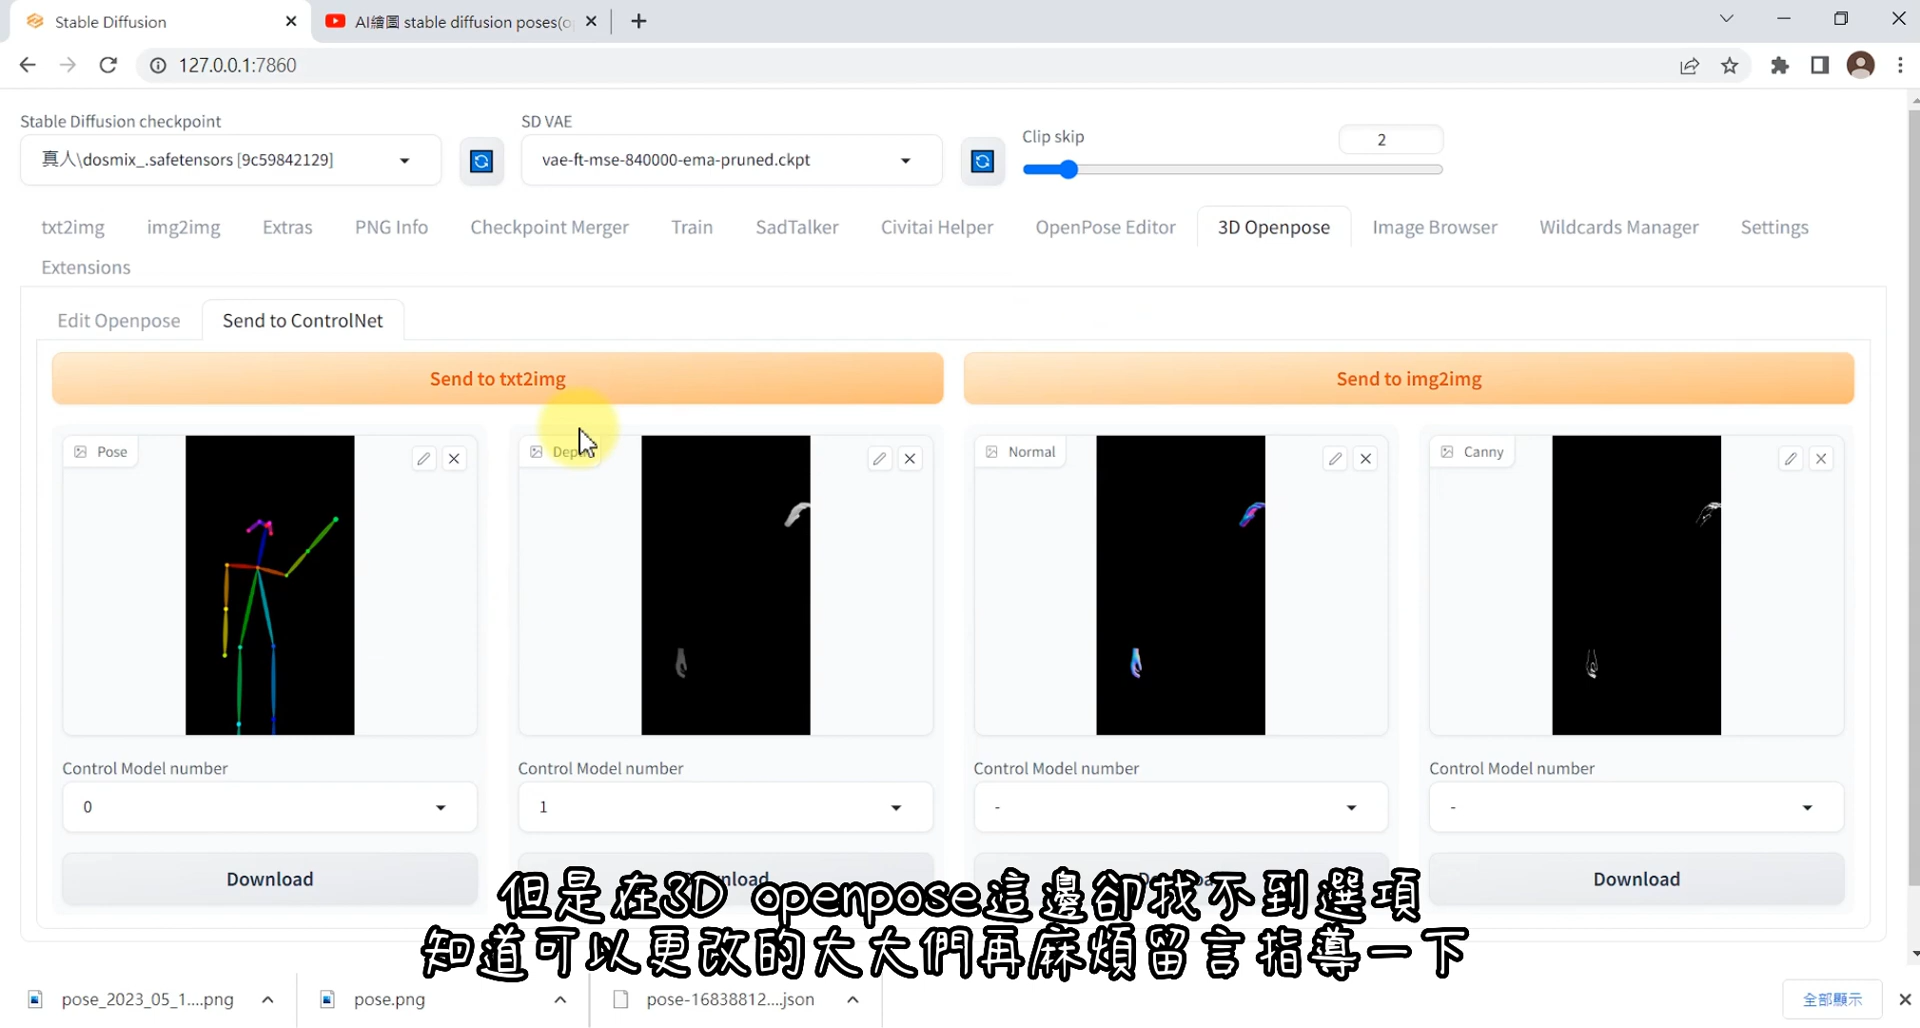 Stable Diffusion
AI繪圖 stable diffusion poses(o
127.0.0.1:7860
Stable Diffusion checkpoint
SD VAE
Clip skip
2
真人\dosmix_.safetensors [9c59842129]
vae-ft-mse-840000-ema-pruned.ckpt
txt2img
img2img
Extras
PNG Info
Checkpoint Merger
Train
SadTalker
Civitai Helper
OpenPose Editor
3D Openpose
Image Browser
Wildcards Manager
Settings
Extensions
Edit Openpose
Send to ControlNet
Send to txt2img
Send to img2img
Pose
Normal
Canny
Control Model number
Control Model number
Control Model number
Control Model number
0
1
-
-
Download
Download
但是在3D openpose這邊卻找不到選項
知道可以更改的大大們再麻煩留言指導一下
pose_2023_05_1....png
pose.png
pose-16838812....json
全部顯示